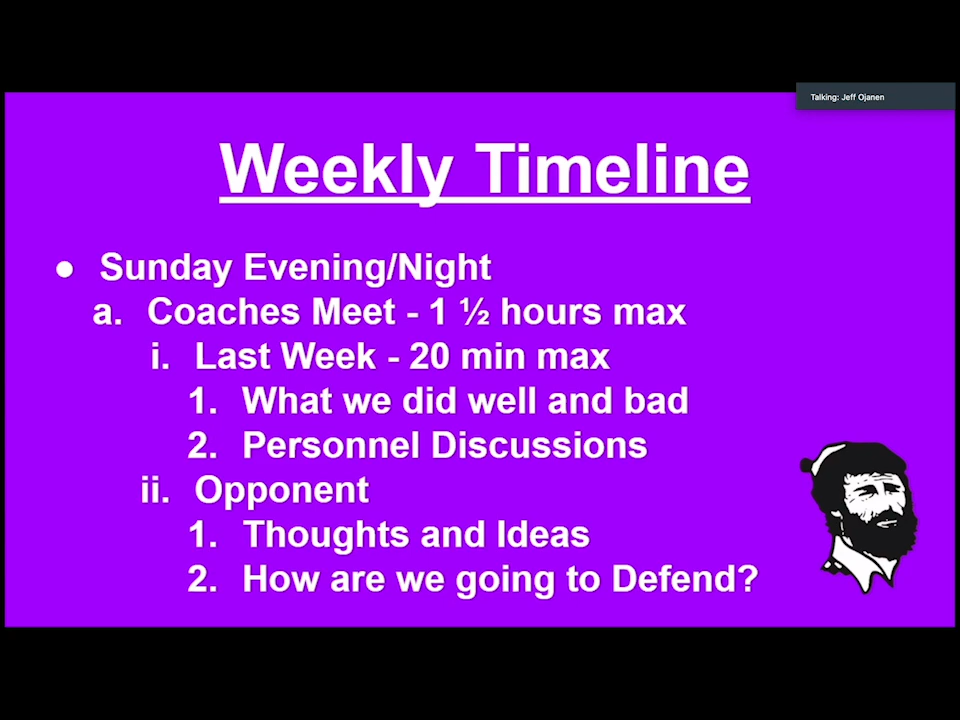 Talking: Jeff Ojanen
Weekly Timeline
● Sunday Evening/Night
a. Coaches Meet - 1 ½ hours max
i. Last Week - 20 min max
1. What we did well and bad
2. Personnel Discussions
ii. Opponent
1. Thoughts and Ideas
2. How are we going to Defend?